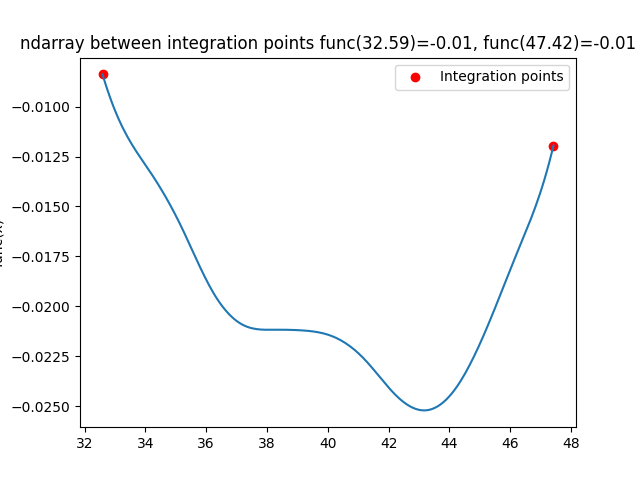 ndarray between integration points func(32.59)=-0.01, func(47.42)=-0.01
Integration points
−0.0100
−0.0125
−0.0150
−0.0175
−0.0200
−0.0225
−0.0250
32 34 36 38 40 42 44 46 48